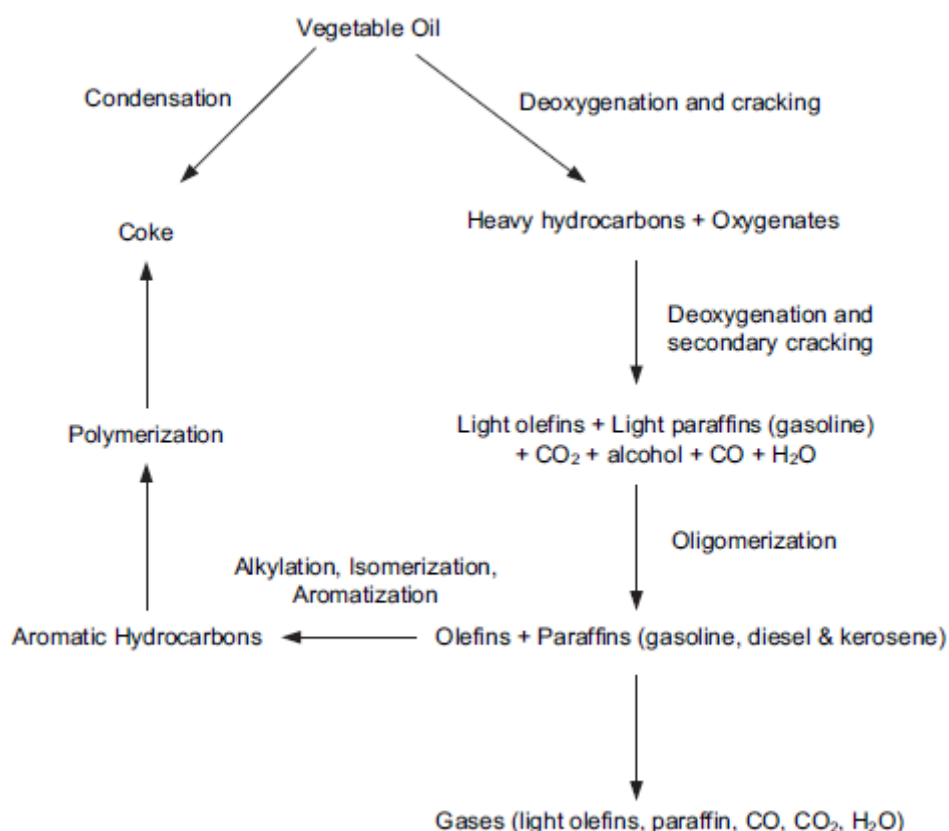 Vegetable Oil
Condensation
Deoxygenation and cracking
Coke
Heavy hydrocarbons + Oxygenates
Deoxygenation and
secondary cracking
Polymerization
Light olefins + Light paraffins (gasoline)
+ CO₂ + alcohol + CO + H₂O
Oligomerization
Alkylation, Isomerization,
Aromatization
Aromatic Hydrocarbons
Olefins + Paraffins (gasoline, diesel & kerosene)
Gases (light olefins, paraffin, CO, CO₂, H₂O)